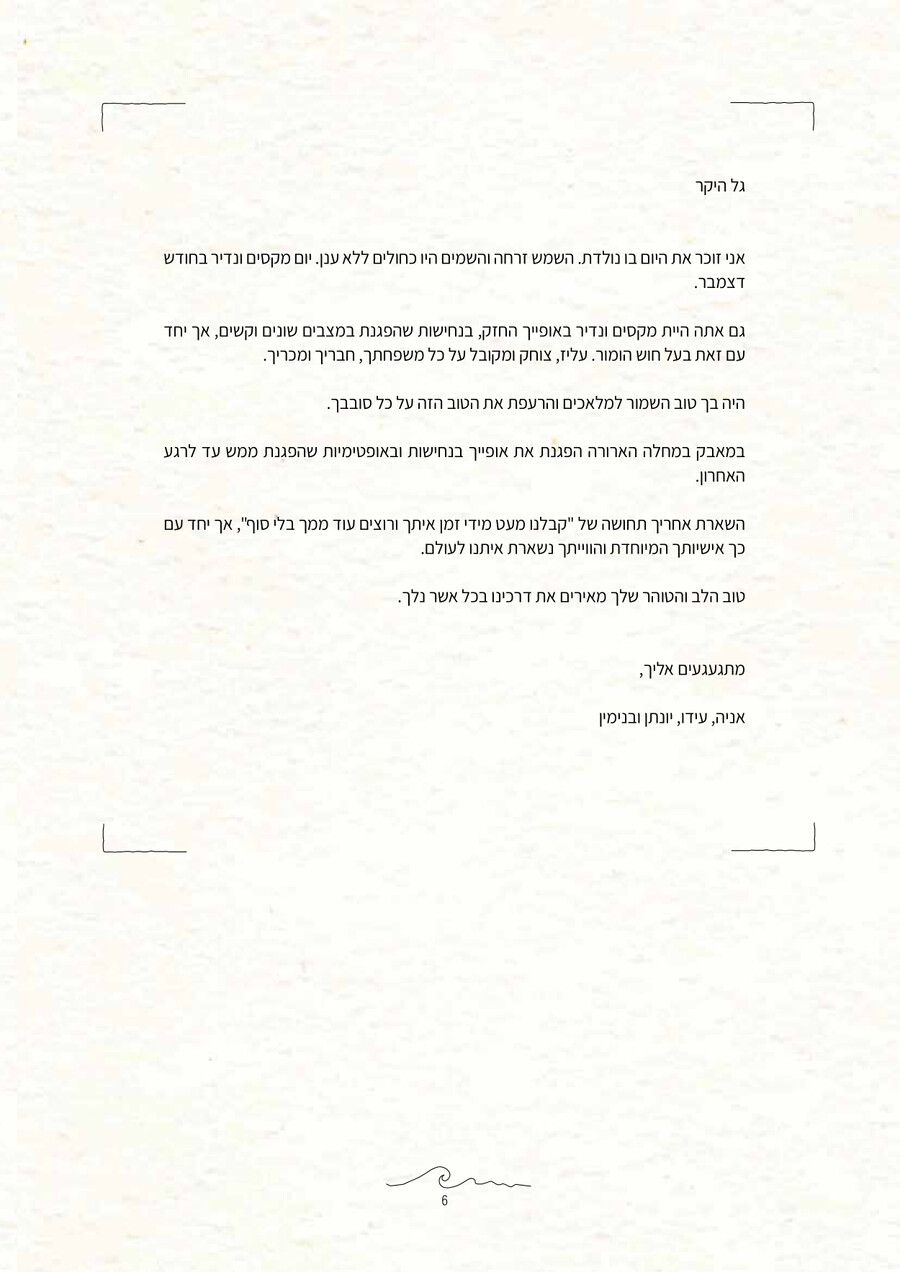 גל היקר
אני זוכר את היום בו נולדת. השמש זרחה והשמים היו כחולים ללא ענן. יום מקסים ונדיר בחודש
דצמבר.
גם אתה היית מקסים ונדיר באופייך החזק, בנחישות שהפגנת במצבים שונים וקשים, אך יחד
עם זאת בעל חוש הומור. עליז, צוחק ומקובל על כל משפחתך, חבריך ומכריך.
היה בך טוב השמור למלאכים והרעפת את הטוב הזה על כל סובבך.
במאבק במחלה הארורה הפגנת את אופייך בנחישות ובאופטימיות שהפגנת ממש עד לרגע
האחרון.
השארת אחריך תחושה של "קבלנו מעט מידי זמן איתך ורוצים עוד ממך בלי סוף", אך יחד עם
כך אישיותך המיוחדת והווייתך נשארת איתנו לעולם.
טוב הלב והטוהר שלך מאירים את דרכינו בכל אשר נלך.
מתגעגעים אליך,
אניה, עידו, יונתן ובנימין
6